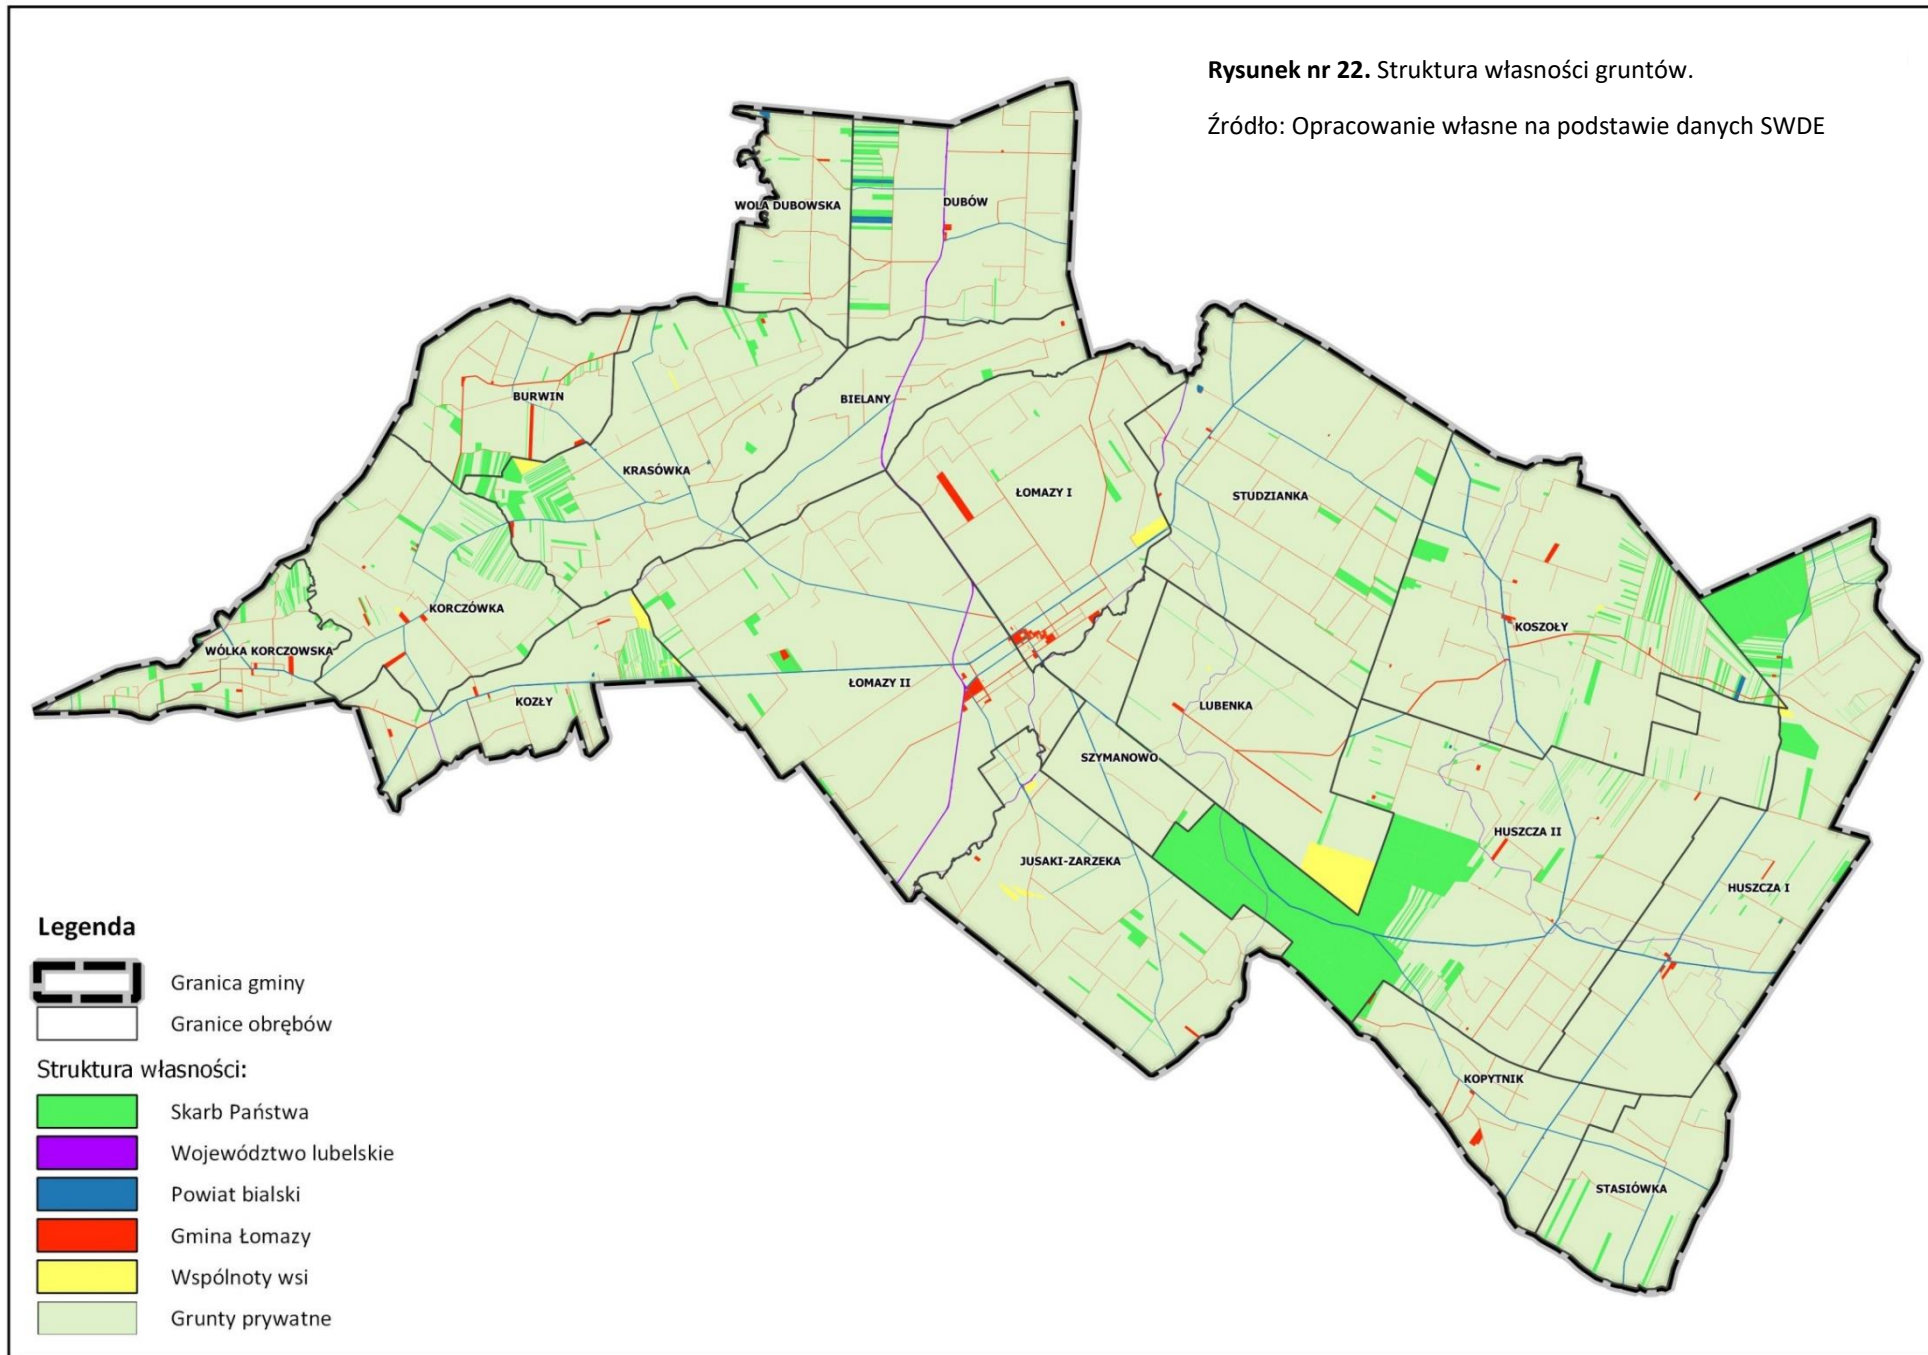 Rysunek nr 22. Struktura własności gruntów.
Źródło: Opracowanie własne na podstawie danych SWDE
WOLA DUBOWSKA
DUBÓW
BURWIN
BIELANY
KRASÓWKA
ŁOMAZY I
STUDZIANKA
KORCZÓWKA
KOSZOŁY
WÓLKA KORCZOWSKA
ŁOMAZY II
KOZŁY
LUBENKA
SZYMANOWO
HUSZCZA II
JUSAKI-ZARZEKA
HUSZCZA I
KOPYTNIK
STASIÓWKA
Legenda
Granica gminy
Granice obrębów
Struktura własności:
Skarb Państwa
Województwo lubelskie
Powiat bialski
Gmina Łomazy
Wspólnoty wsi
Grunty prywatne